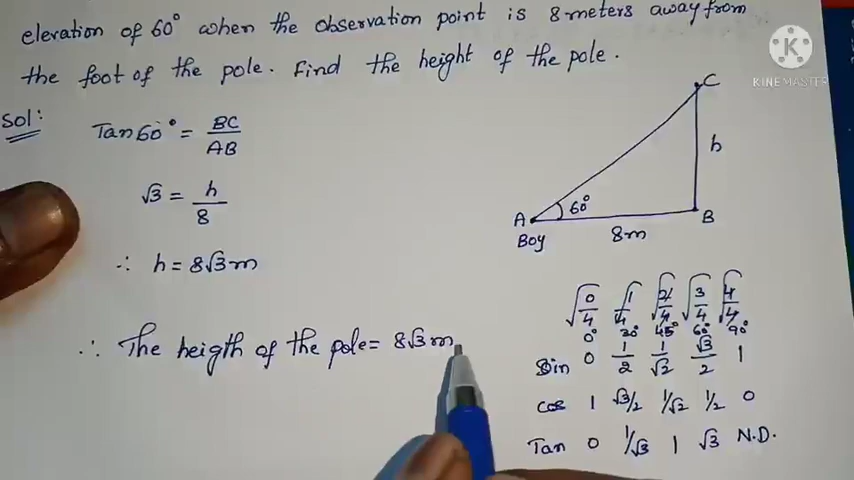 elevation of 60° when the observation point is 8 meters away from
the foot of the pole. Find the height of the pole.
Sol:
Tan 60° = BC/AB
√3 = h/8
∴ h = 8√3 m
∴ The heigth of the pole = 8√3 m
C
h
A 60° B
Boy 8m
√0/4 √1/4 √2/4 √3/4 √4/4
0° 30° 45° 60° 90°
Sin 0 1/2 1/√2 √3/2 1
cos 1 √3/2 1/√2 1/2 0
Tan 0 1/√3 1 √3 N.D.
K
KINEMASTER